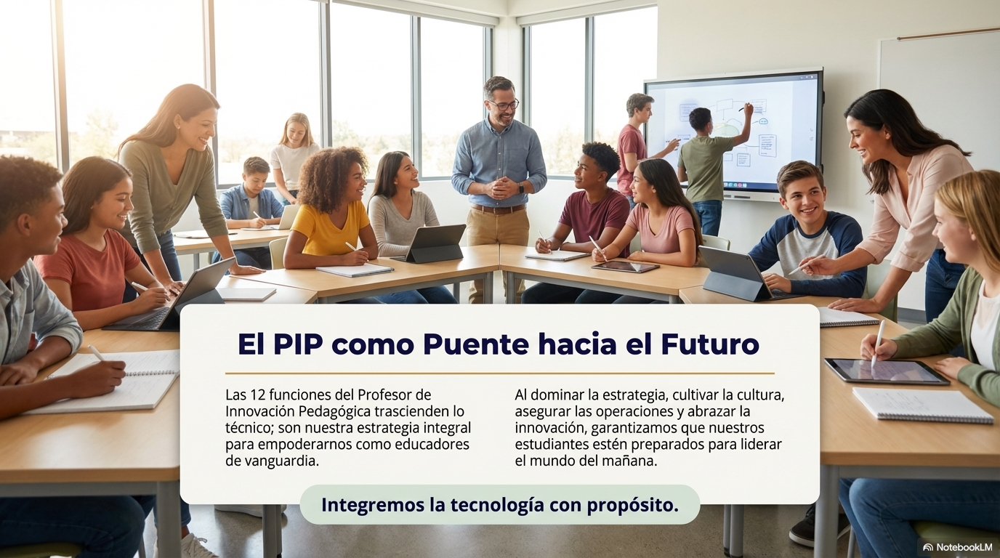 El PIP como Puente hacia el Futuro
Las 12 funciones del Profesor de
Innovación Pedagógica trascienden lo
técnico; son nuestra estrategia integral
para empoderarnos como educadores
de vanguardia.
Al dominar la estrategia, cultivar la cultura,
asegurar las operaciones y abrazar la
innovación, garantizamos que nuestros
estudiantes estén preparados para liderar
el mundo del mañana.
Integremos la tecnología con propósito.
NotebookLM